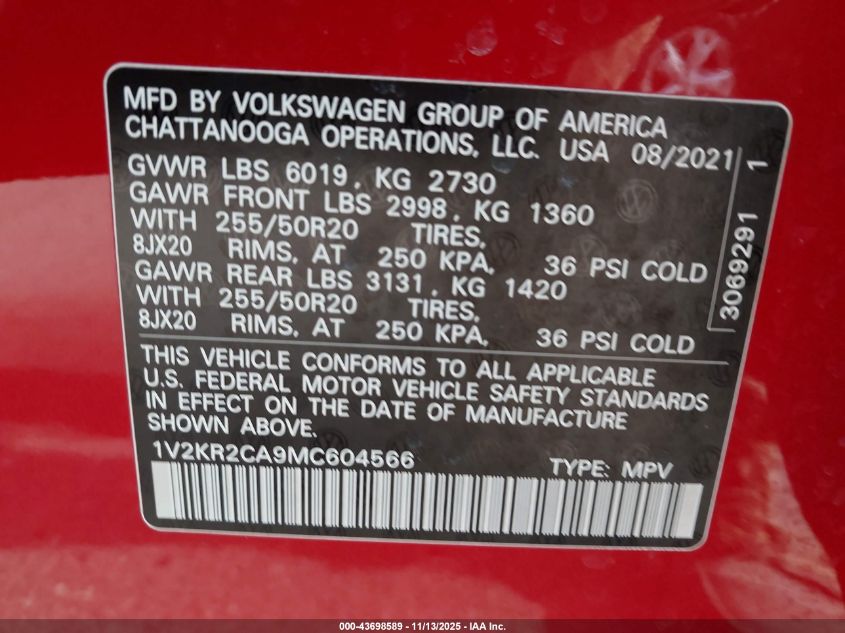 MFD BY VOLKSWAGEN GROUP OF AMERICA
CHATTANOOGA OPERATIONS, LLC. USA 08/2021
GVWR LBS 6019, KG 2730
GAWR FRONT LBS 2998, KG 1360
WITH 255/50R20 TIRES,
8JX20 RIMS, AT 250 KPA, 36 PSI COLD
GAWR REAR LBS 3131, KG 1420
WITH 255/50R20 TIRES,
8JX20 RIMS, AT 250 KPA, 36 PSI COLD
3069291 1
THIS VEHICLE CONFORMS TO ALL APPLICABLE
U.S. FEDERAL MOTOR VEHICLE SAFETY STANDARDS
IN EFFECT ON THE DATE OF MANUFACTURE
SHOWN ABOVE.
1V2KR2CA9MC604566 TYPE: MPV
000-43698589 - 11/13/2025 - IAA Inc.